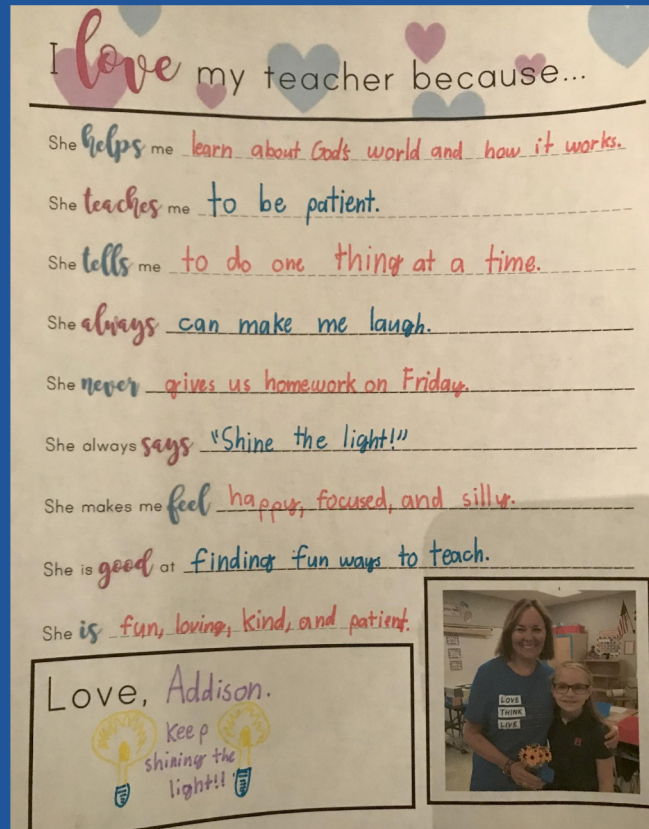 I love my teacher because...
She helps me learn about God's world and how it works.
She teaches me to be patient.
She tells me to do one thing at a time.
She always can make me laugh.
She never gives us homework on Friday.
She always says "Shine the light!"
She makes me feel happy, focused, and silly.
She is good at finding fun ways to teach.
She is fun, loving, kind, and patient.
Love, Addison.
Keep
shining the
light!!
LOVE
THINK
LIVE